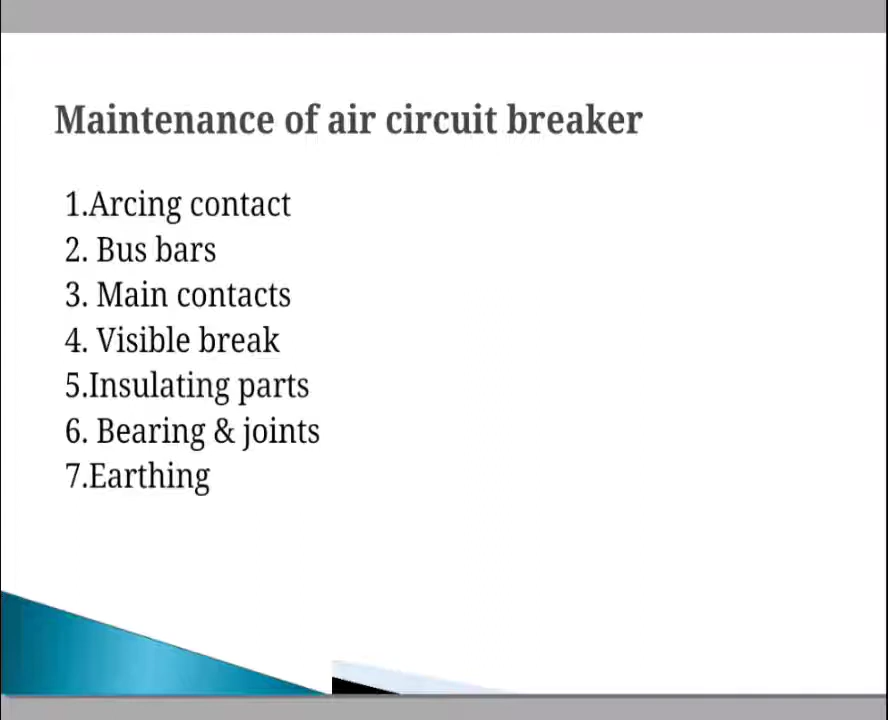 Maintenance of air circuit breaker
1.Arcing contact
2. Bus bars
3. Main contacts
4. Visible break
5.Insulating parts
6. Bearing & joints
7.Earthing